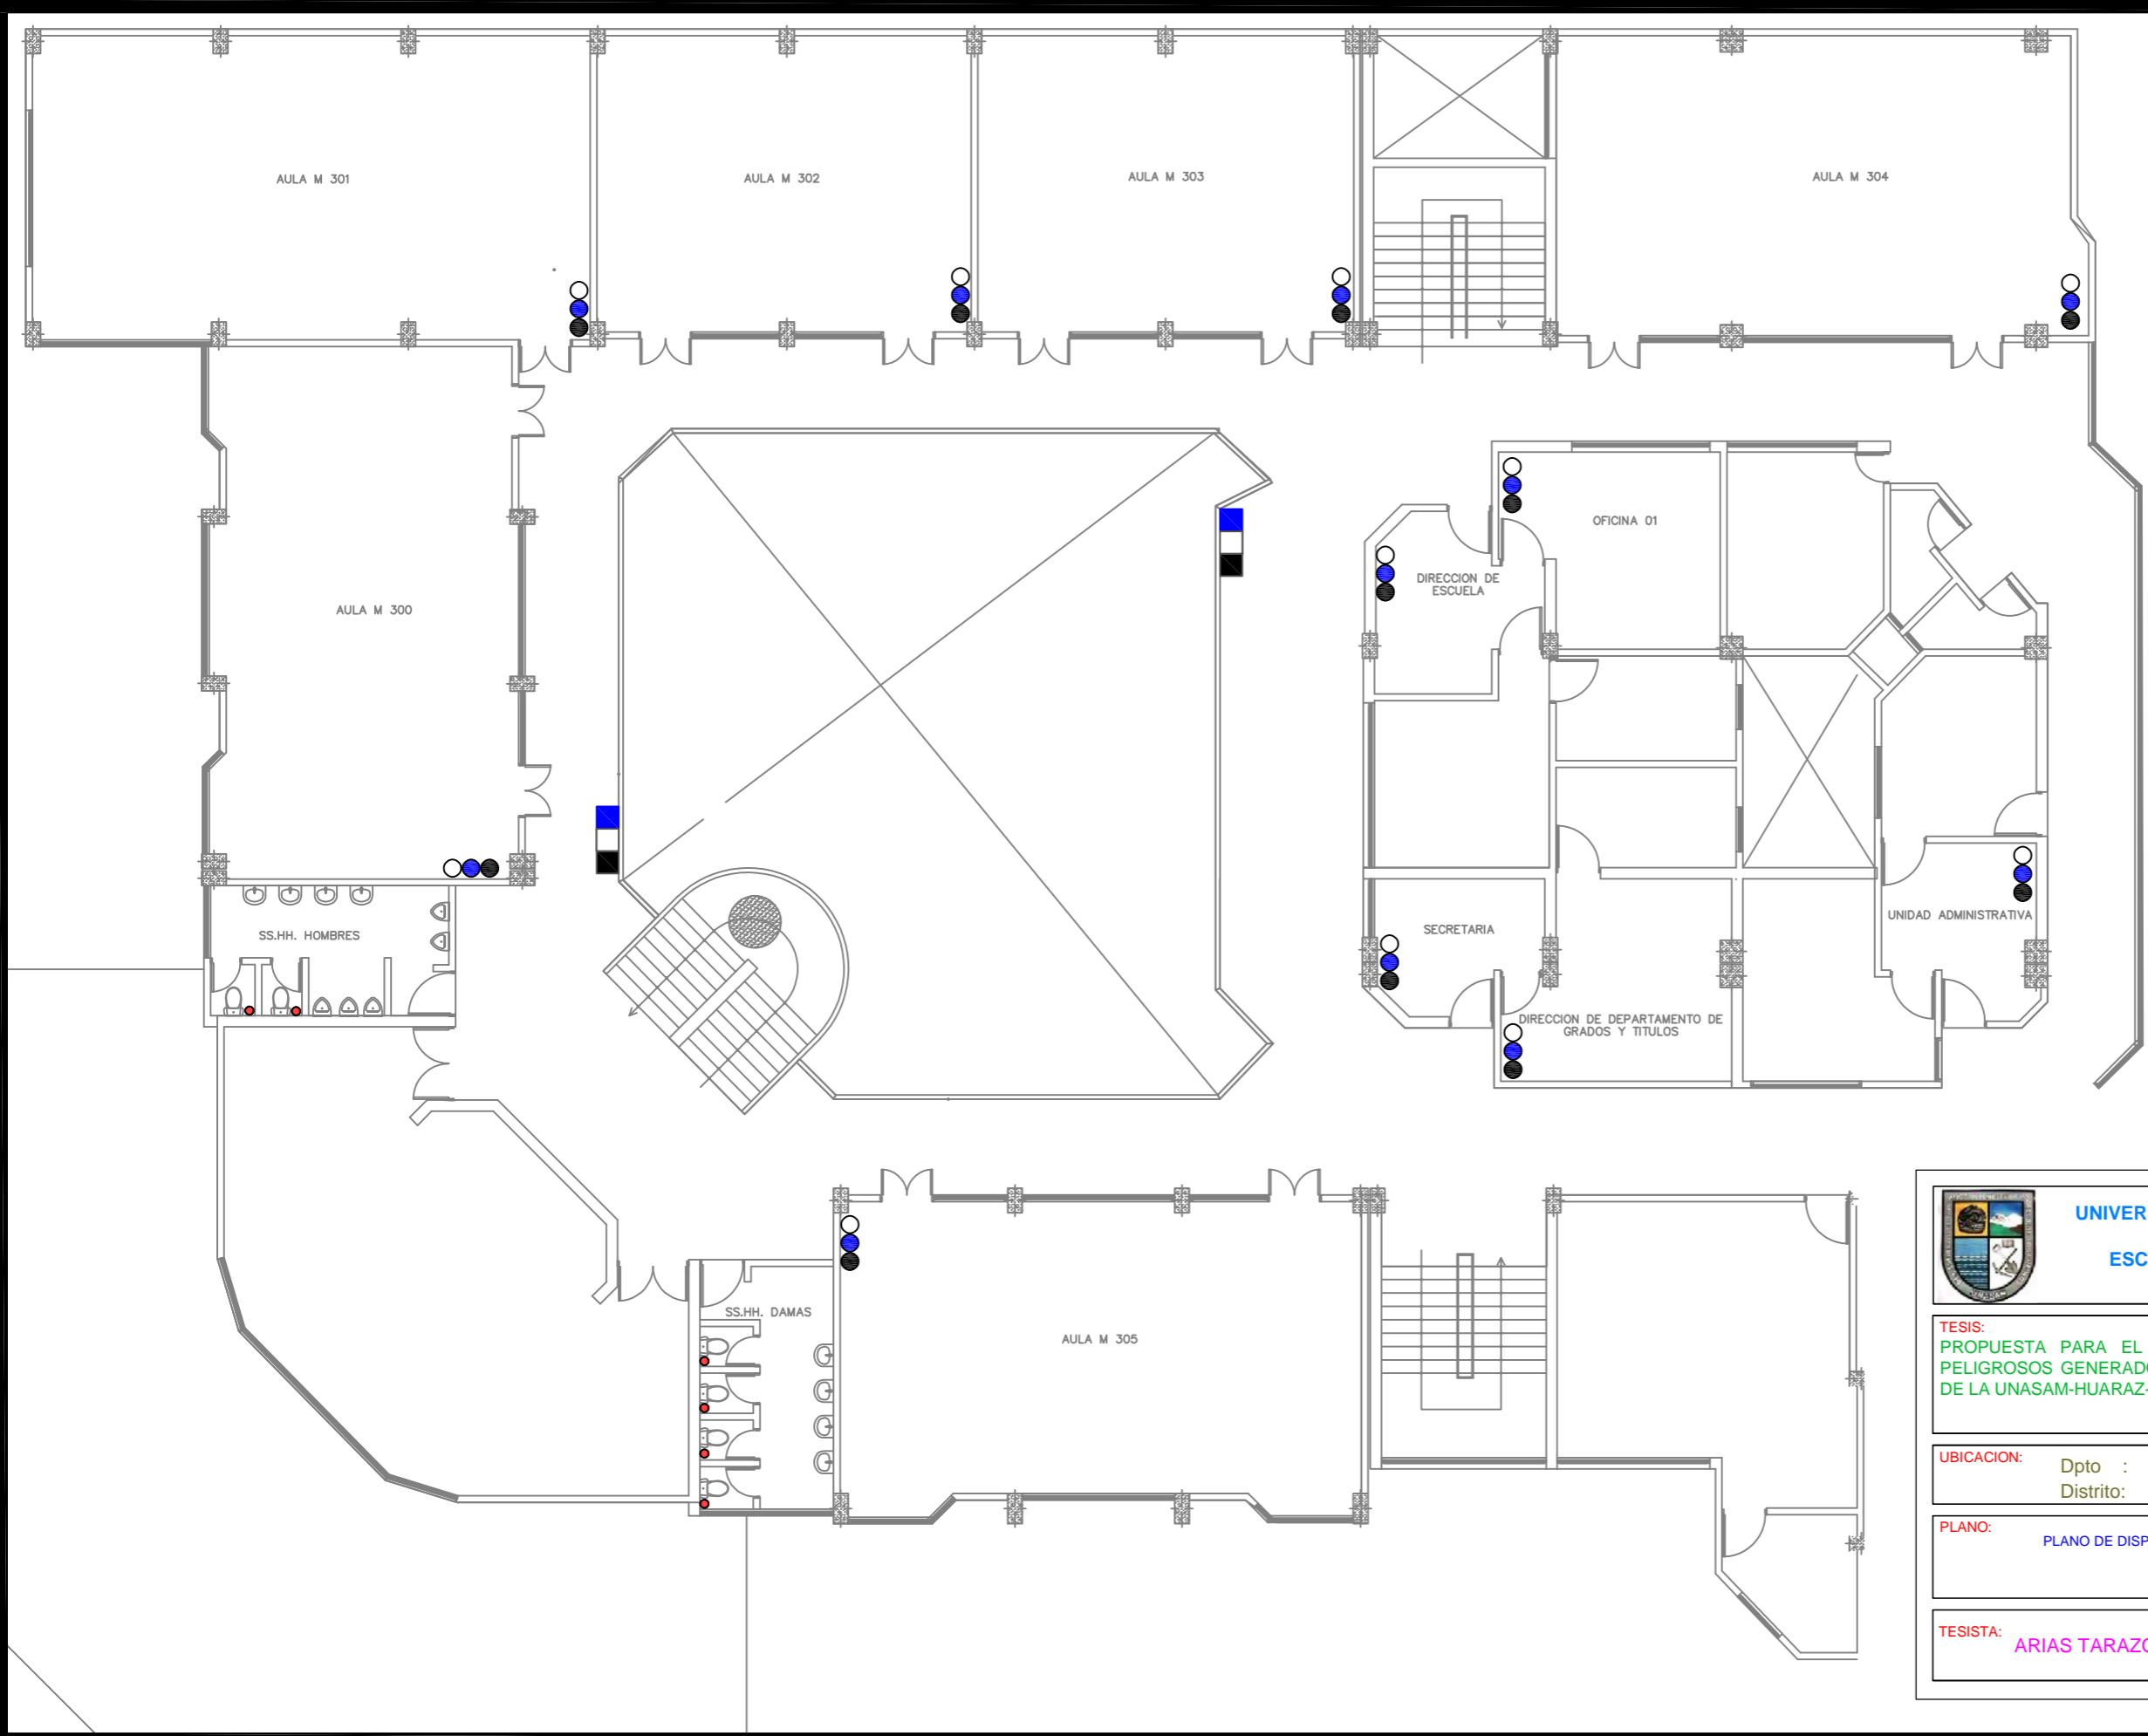 AULA M 301
AULA M 302
AULA M 303
AULA M 304
OFICINA 01
DIRECCION DE
ESCUELA
AULA M 300
SS.HH. HOMBRES
SECRETARIA
UNIDAD ADMINISTRATIVA
DIRECCION DE DEPARTAMENTO DE
GRADOS Y TITULOS
SS.HH. DAMAS
AULA M 305
UNIVER
ESC
TESIS:
PROPUESTA PARA EL
PELIGROSOS GENERADO
DE LA UNASAM-HUARAZ-
UBICACION:
Dpto :
Distrito:
PLANO:
PLANO DE DISP
TESISTA:
ARIAS TARAZO